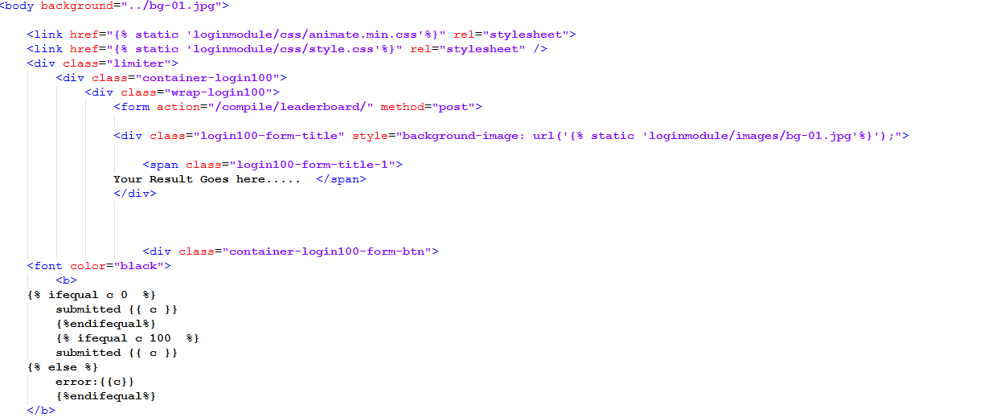 <body background="../bg-01.jpg">
<link href="{% static 'loginmodule/css/animate.min.css'%}" rel="stylesheet">
<link href="{% static 'loginmodule/css/style.css'%}" rel="stylesheet" />
<div class="limiter">
<div class="container-login100">
<div class="wrap-login100">
<form action="/compile/leaderboard/" method="post">
<div class="login100-form-title" style="background-image: url('{% static 'loginmodule/images/bg-01.jpg'%}');">
<span class="login100-form-title-1">
Your Result Goes here.....  </span>
</div>
<div class="container-login100-form-btn">
<font color="black">
<b>
{% ifequal c 0  %}
submitted {{ c }}
{%endifequal%}
{% ifequal c 100  %}
submitted {{ c }}
{% else %}
error:{{c}}
{%endifequal%}
</b>